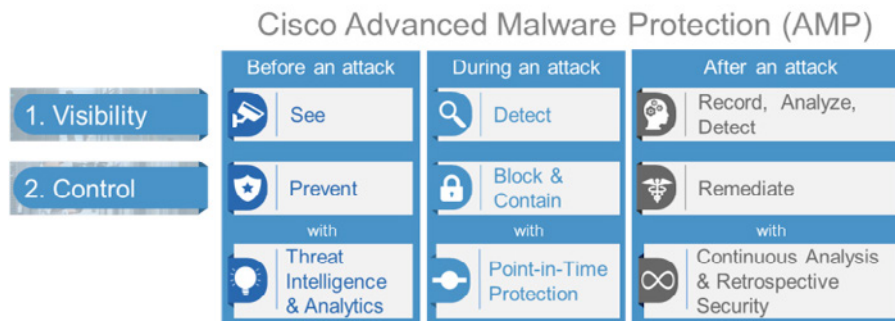 Cisco Advanced Malware Protection (AMP)
Before an attack
During an attack
After an attack
1. Visibility
See
Detect
Record, Analyze,
Detect
2. Control
Prevent
Block &
Contain
Remediate
with
with
with
Threat
Intelligence
& Analytics
Point-in-Time
Protection
Continuous Analysis
& Retrospective
Security